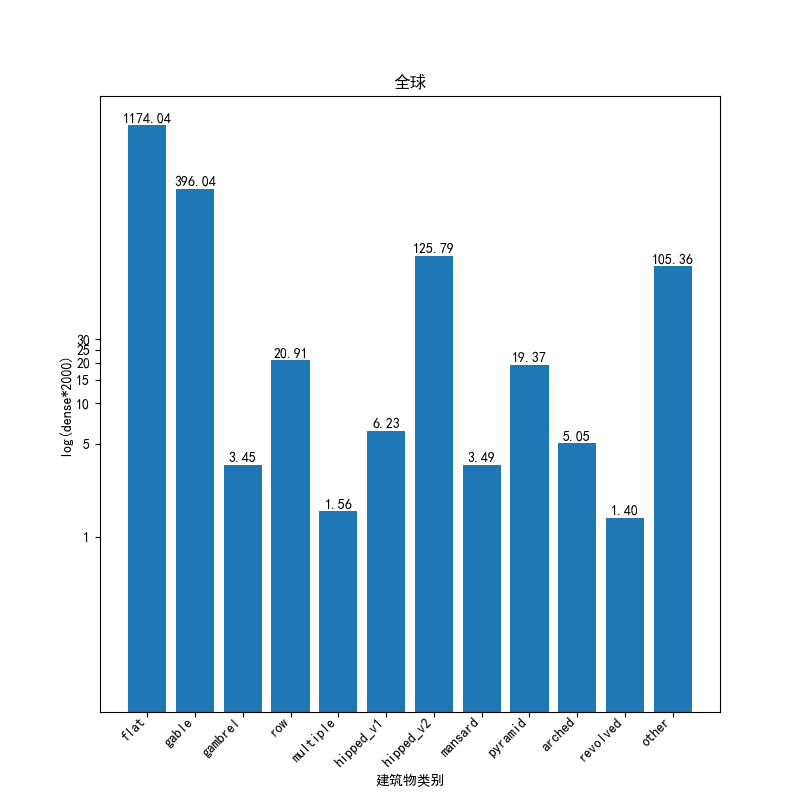 全球
1174.04
396.04
3.45
20.91
1.56
6.23
125.79
3.49
19.37
5.05
1.40
105.36
30
25
20
15
10
5
1
log(dense*2000)
flat
gable
gambrel
row
multiple
hipped_v1
hipped_v2
mansard
pyramid
arched
revolved
other
建筑物类别